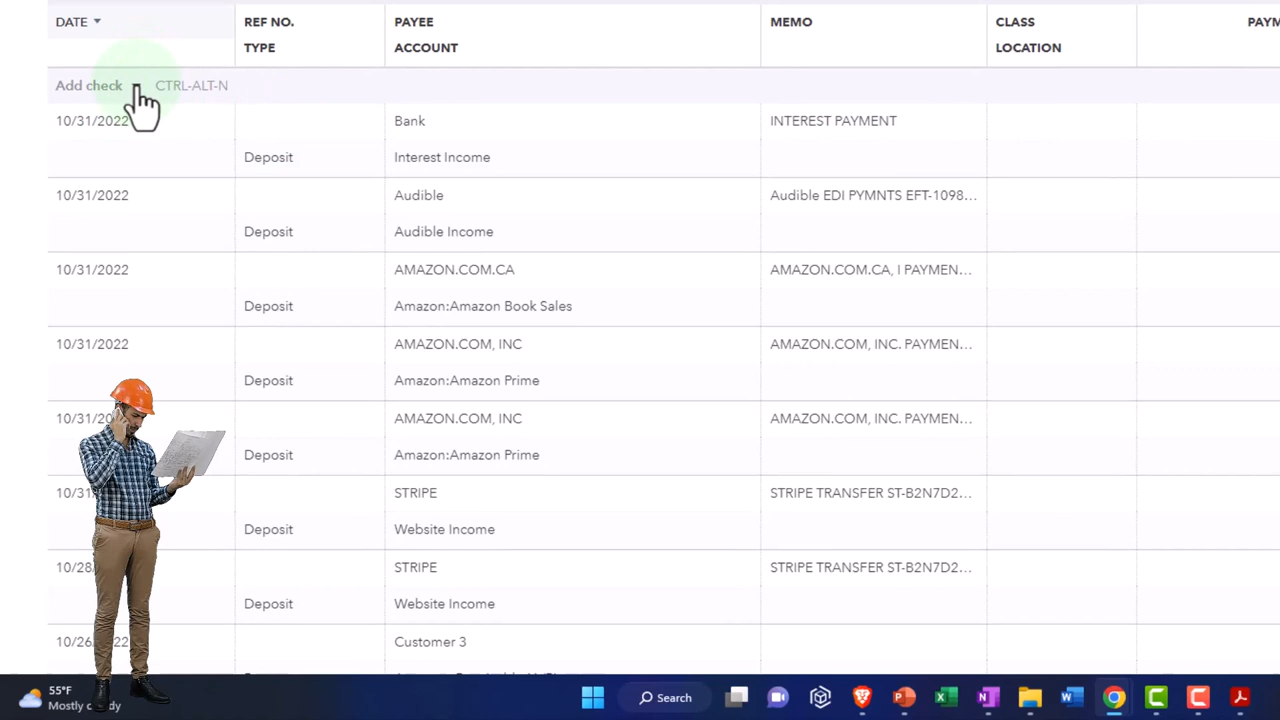 DATE REF NO. PAYEE MEMO CLASS
TYPE ACCOUNT LOCATION
Add check CTRL-ALT-N
10/31/2022 Bank INTEREST PAYMENT
Deposit Interest Income
10/31/2022 Audible Audible EDI PYMNTS EFT-1098...
Deposit Audible Income
10/31/2022 AMAZON.COM.CA AMAZON.COM.CA, I PAYMEN...
Deposit Amazon:Amazon Book Sales
10/31/2022 AMAZON.COM, INC AMAZON.COM, INC. PAYMEN...
Deposit Amazon:Amazon Prime
AMAZON.COM, INC AMAZON.COM, INC. PAYMEN...
Deposit Amazon:Amazon Prime
STRIPE STRIPE TRANSFER ST-B2N7D2...
Deposit Website Income
STRIPE STRIPE TRANSFER ST-B2N7D2...
Deposit Website Income
Customer 3
55°F
Search
Mostly cloudy